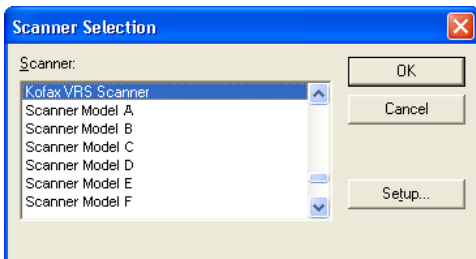 Scanner Selection
Scanner:
Kofax VRS Scanner
Scanner Model A
Scanner Model B
Scanner Model C
Scanner Model D
Scanner Model E
Scanner Model F
OK
Cancel
Setup...